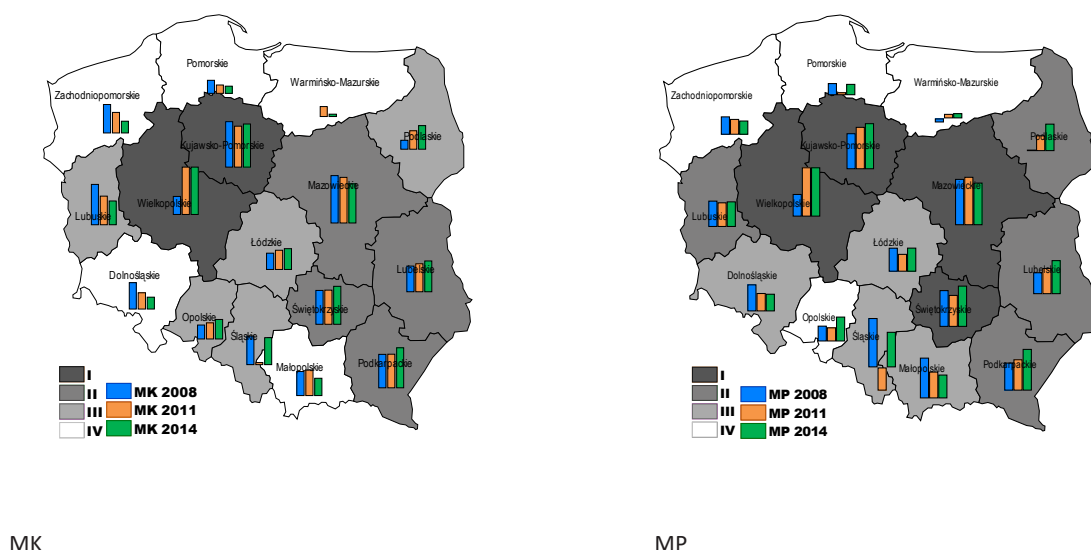 Pomorskie
Warmińsko-Mazurskie
Zachodniopomorskie
Podlaskie
Kujawsko-Pomorskie
Mazowieckie
Wielkopolskie
Lubuskie
Łódzkie
Lubelskie
Dolnośląskie
Świętokrzyskie
Opolskie
Śląskie
Małopolskie
Podkarpackie
I
II
III
IV
MK 2008
MK 2011
MK 2014
MK
Pomorskie
Warmińsko-Mazurskie
Zachodniopomorskie
Podlaskie
Kujawsko-Pomorskie
Mazowieckie
Wielkopolskie
Lubuskie
Łódzkie
Lubelskie
Dolnośląskie
Świętokrzyskie
Opolskie
Śląskie
Małopolskie
Podkarpackie
I
II
III
IV
MP 2008
MP 2011
MP 2014
MP